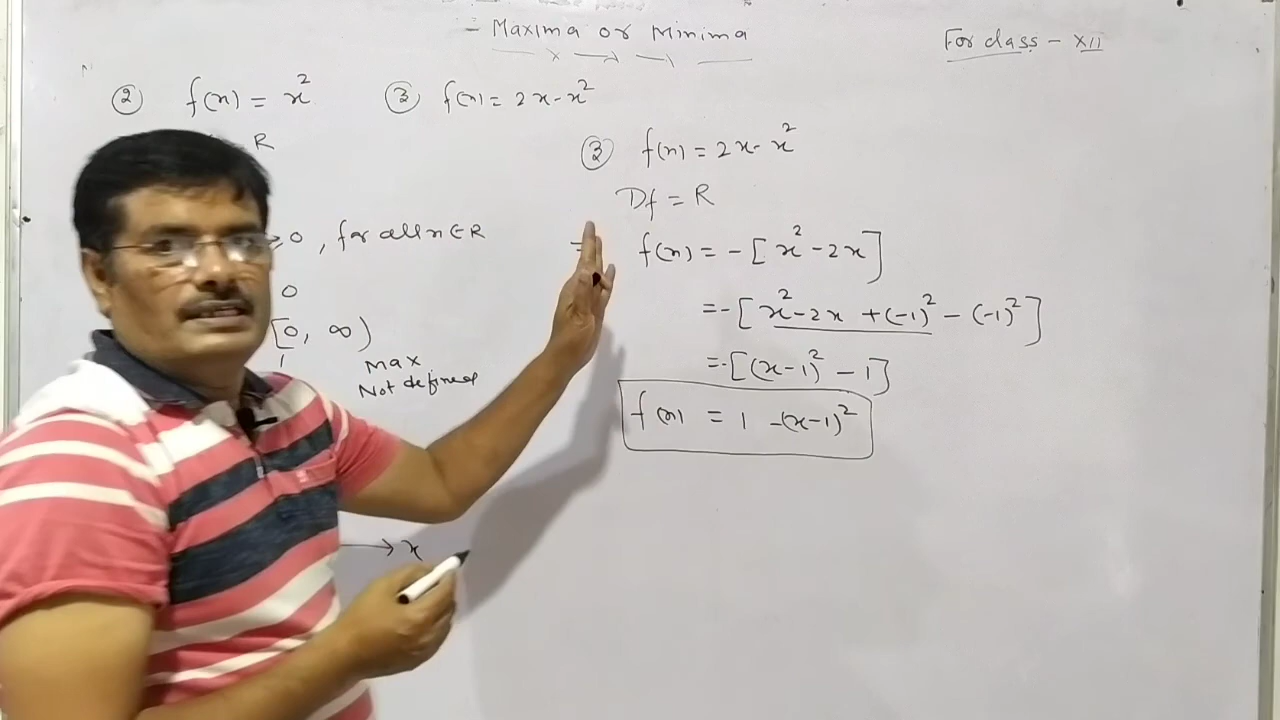 - Maxima or Minima
For class - XII
② f(x) = x²
③ f(x) = 2x - x²
R
≥ 0, for all x ∈ R
0
[0, ∞)
Max
Not defined
→ x
③ f(x) = 2x - x²
Df = R
f(x) = -[x² - 2x]
= -[x² - 2x + (-1)² - (-1)²]
= -[(x-1)² - 1]
f(x) = 1 - (x-1)²